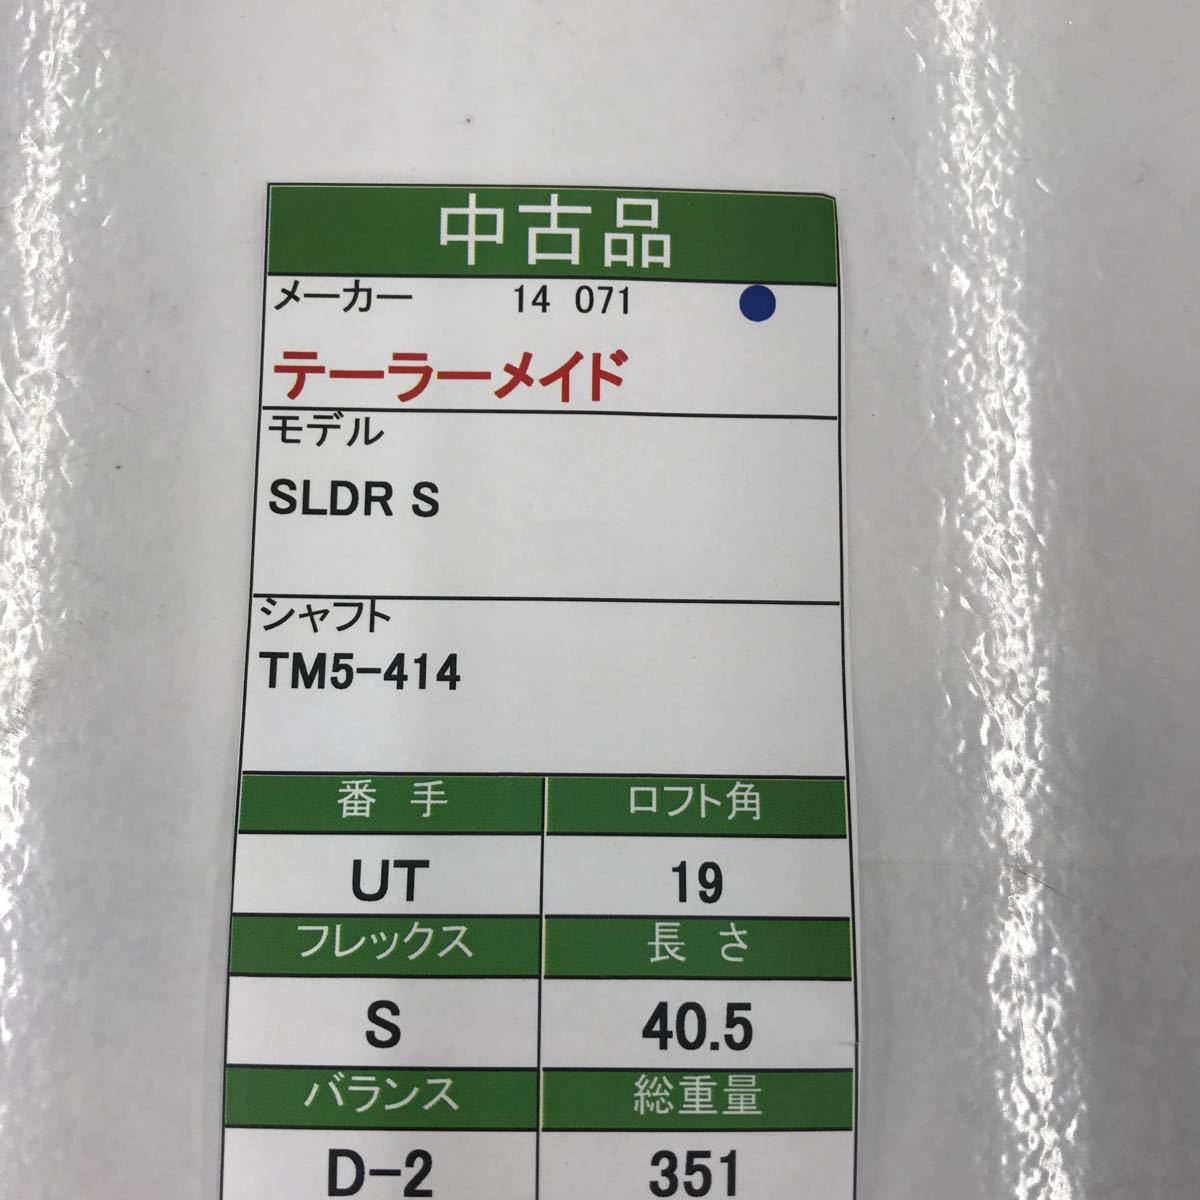 中古品
メーカー 14 071
テーラーメイド
モデル
SLDR S
シャフト
TM5-414
番 手 ロフト角
UT 19
フレックス 長 さ
S 40.5
バランス 総重量
D-2 351